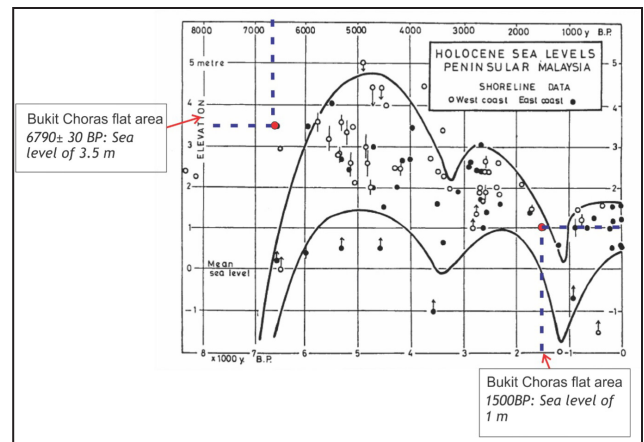 8000 7000 6000 5000 4000 3000 2000 1000 y B.P.
HOLOCENE SEA LEVELS
PENINSULAR MALAYSIA
SHORELINE DATA
West coast East coast
5 metre
4
3
2
1
Mean
sea level
0
-1
ELEVATION
5
4
3
2
1
0
-1
8 7 6 5 4 3 2 -1 0
x1000 y. B.P.
Bukit Choras flat area
6790± 30 BP: Sea
level of 3.5 m
Bukit Choras flat area
1500BP: Sea level of
1 m